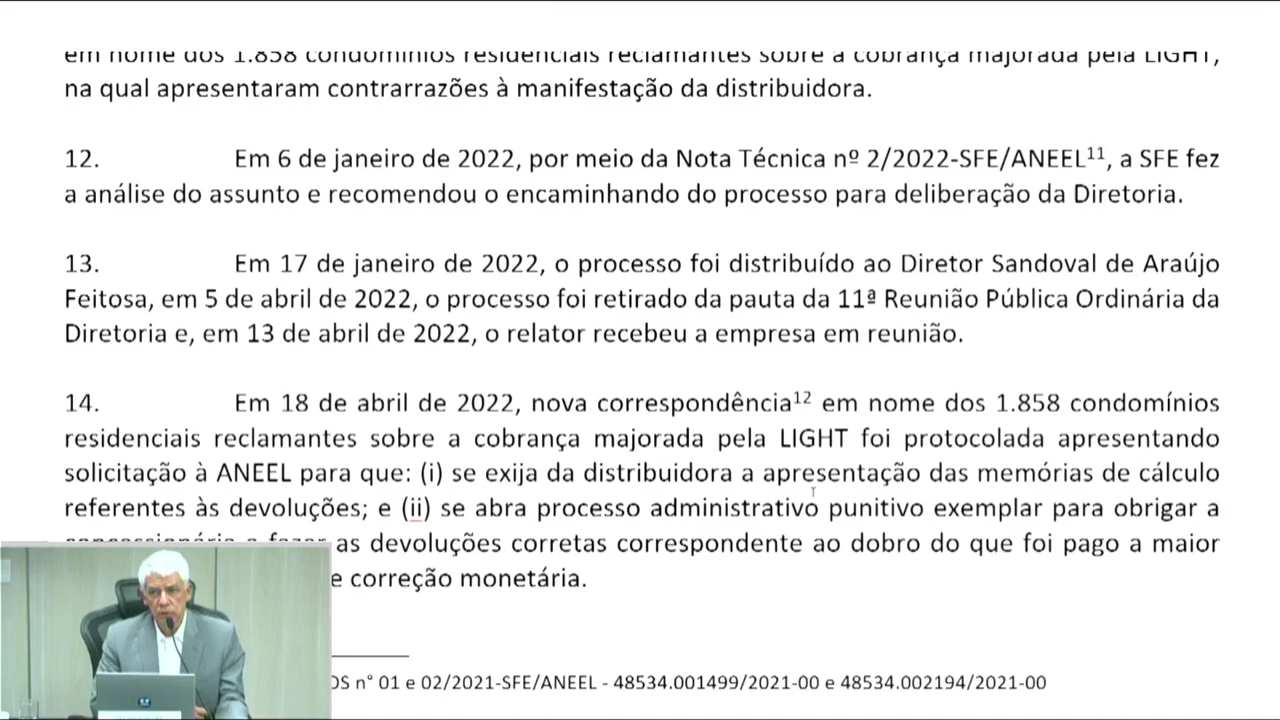 em nome dos 1.858 condomínios residenciais reclamantes sobre a cobrança majorada pela LIGHT,
na qual apresentaram contrarrazões à manifestação da distribuidora.
12. Em 6 de janeiro de 2022, por meio da Nota Técnica nº 2/2022-SFE/ANEEL¹¹, a SFE fez
a análise do assunto e recomendou o encaminhando do processo para deliberação da Diretoria.
13. Em 17 de janeiro de 2022, o processo foi distribuído ao Diretor Sandoval de Araújo
Feitosa, em 5 de abril de 2022, o processo foi retirado da pauta da 11ª Reunião Pública Ordinária da
Diretoria e, em 13 de abril de 2022, o relator recebeu a empresa em reunião.
14. Em 18 de abril de 2022, nova correspondência¹² em nome dos 1.858 condomínios
residenciais reclamantes sobre a cobrança majorada pela LIGHT foi protocolada apresentando
solicitação à ANEEL para que: (i) se exija da distribuidora a apresentação das memórias de cálculo
referentes às devoluções; e (ii) se abra processo administrativo punitivo exemplar para obrigar a
concessionária a fazer as devoluções corretas correspondente ao dobro do que foi pago a maior
e correção monetária.
OS n° 01 e 02/2021-SFE/ANEEL - 48534.001499/2021-00 e 48534.002194/2021-00